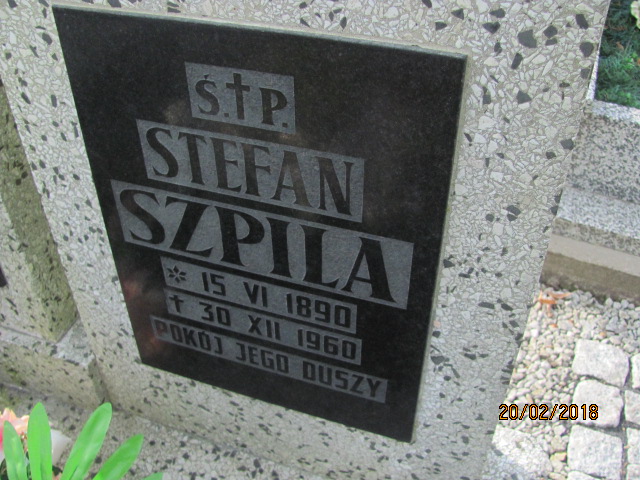 Ś.†P.
STEFAN
SZPILA
* 15 VI 1890
† 30 XII 1960
POKÓJ JEGO DUSZY
20/02/2018